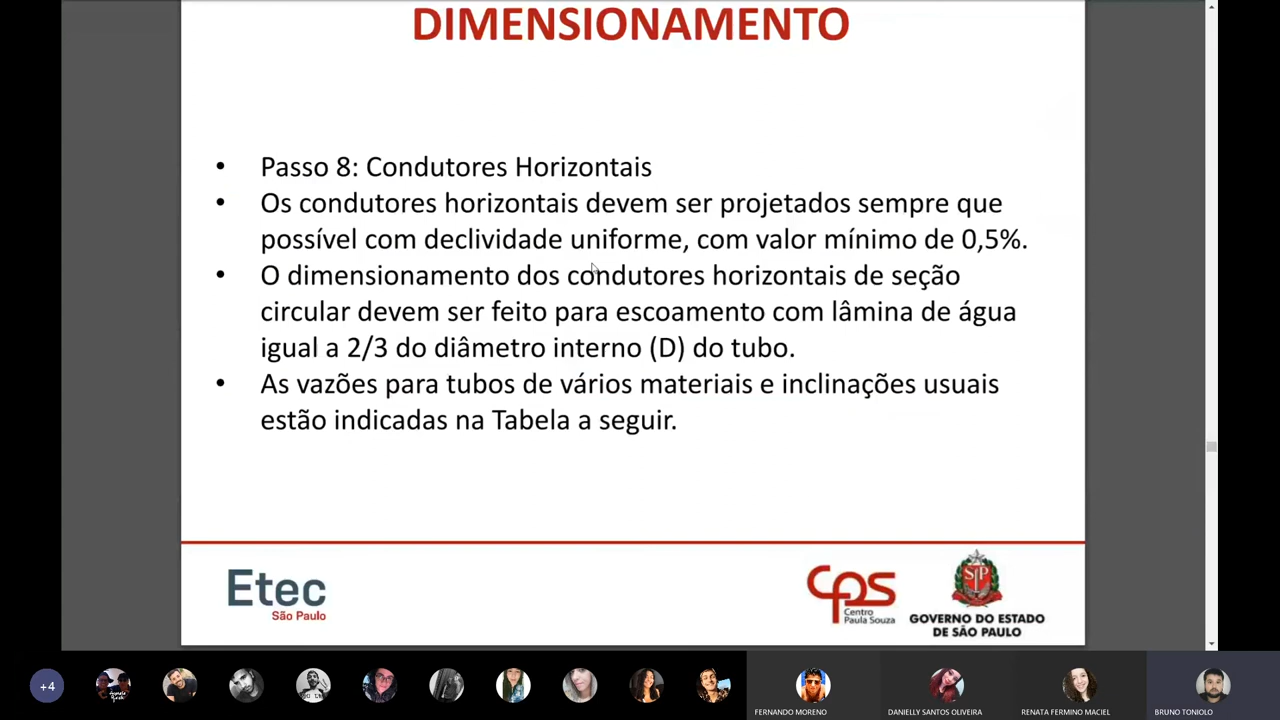 DIMENSIONAMENTO
• Passo 8: Condutores Horizontais
• Os condutores horizontais devem ser projetados sempre que
possível com declividade uniforme, com valor mínimo de 0,5%.
• O dimensionamento dos condutores horizontais de seção
circular devem ser feito para escoamento com lâmina de água
igual a 2/3 do diâmetro interno (D) do tubo.
• As vazões para tubos de vários materiais e inclinações usuais
estão indicadas na Tabela a seguir.
Etec
São Paulo
cps
Centro
Paula Souza
SP
GOVERNO DO ESTADO
DE SÃO PAULO
+4
FERNANDO MORENO
DANIELLY SANTOS OLIVEIRA
RENATA FERMINO MACIEL
BRUNO TONIOLO